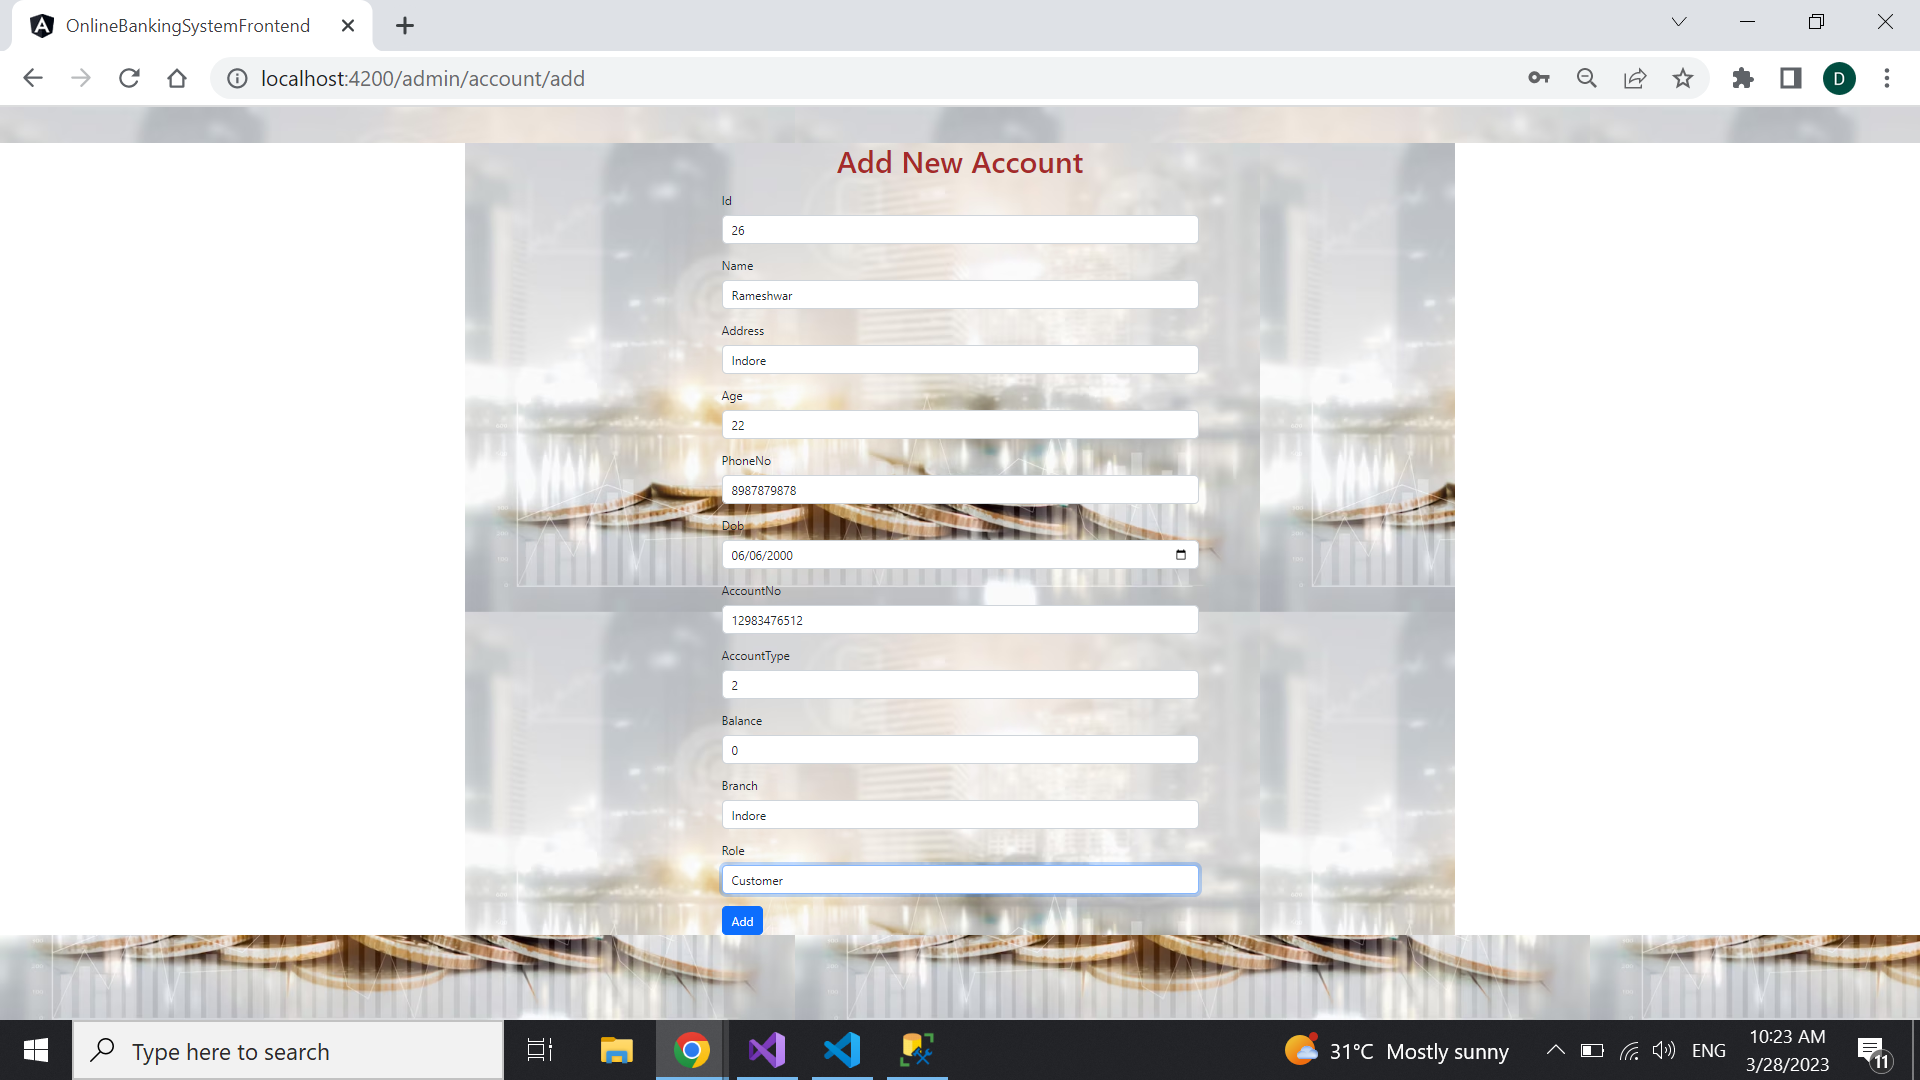 OnlineBankingSystemFrontend
localhost:4200/admin/account/add
D
Add New Account
Id
26
Name
Rameshwar
Address
Indore
Age
22
PhoneNo
8987879878
Dob
06/06/2000
AccountNo
12983476512
AccountType
2
Balance
0
Branch
Indore
Role
Customer
Add
Type here to search
31°C Mostly sunny
ENG
10:23 AM
3/28/2023
11